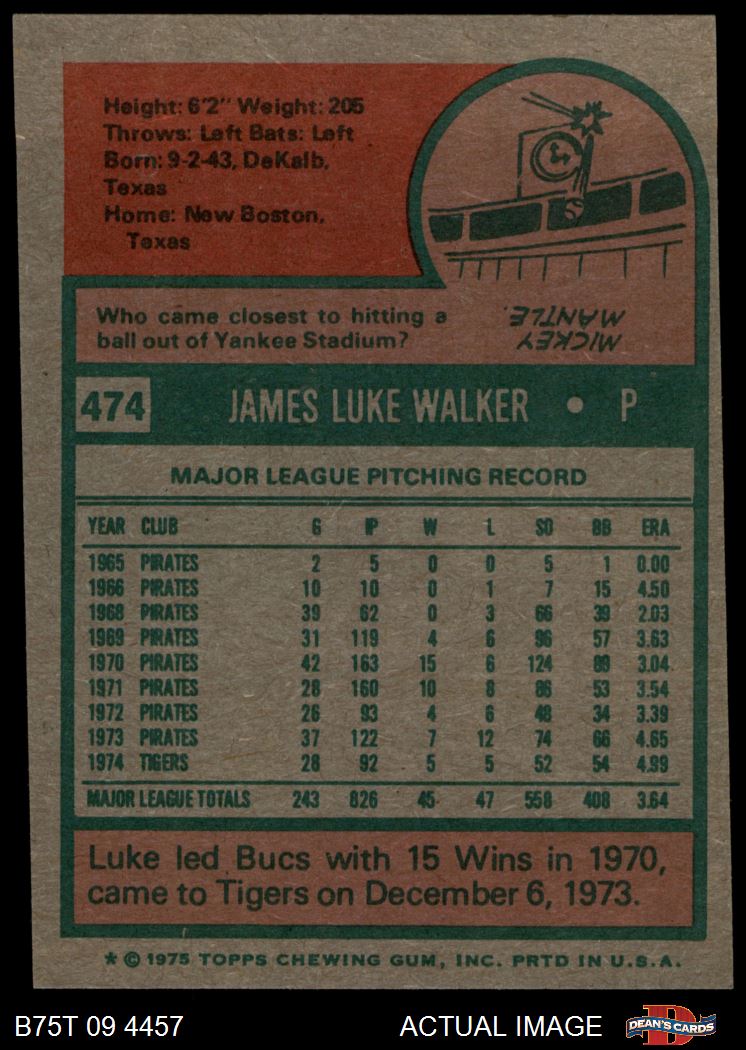 Height: 6'2" Weight: 205
Throws: Left Bats: Left
Born: 9-2-43, DeKalb,
Texas
Home: New Boston,
Texas
Who came closest to hitting a
ball out of Yankee Stadium?
MICKEY
MANTLE.
474 JAMES LUKE WALKER • P
MAJOR LEAGUE PITCHING RECORD
YEAR CLUB G IP W L SO BB ERA
1965 PIRATES 2 5 0 0 5 1 0.00
1966 PIRATES 10 10 0 1 7 15 4.50
1968 PIRATES 39 62 0 3 66 39 2.03
1969 PIRATES 31 119 4 6 96 57 3.63
1970 PIRATES 42 163 15 6 124 89 3.04
1971 PIRATES 28 160 10 8 86 53 3.54
1972 PIRATES 26 93 4 6 48 34 3.39
1973 PIRATES 37 122 7 12 74 66 4.65
1974 TIGERS 28 92 5 5 52 54 4.99
MAJOR LEAGUE TOTALS 243 826 45 47 558 408 3.64
Luke led Bucs with 15 Wins in 1970,
came to Tigers on December 6, 1973.
* © 1975 TOPPS CHEWING GUM, INC. PRTD IN U.S.A.
B75T 09 4457 ACTUAL IMAGE
D
DEAN'S CARDS